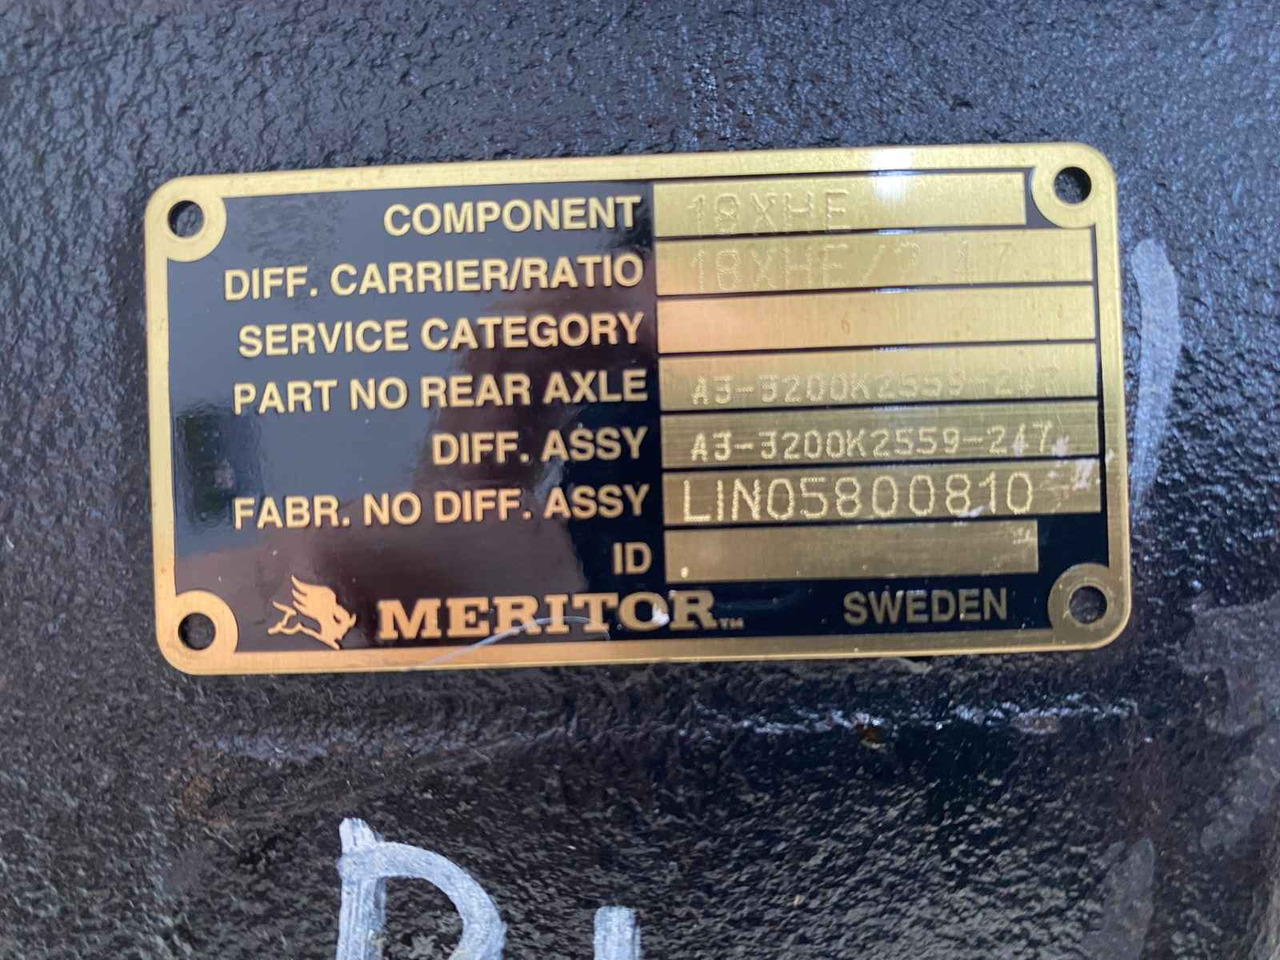 COMPONENT 18XHE
DIFF. CARRIER/RATIO 18XHE/2.47
SERVICE CATEGORY
PART NO REAR AXLE A3-3200K2559-247
DIFF. ASSY A3-3200K2559-247
FABR. NO DIFF. ASSY LIN05800810
ID
MERITOR™ SWEDEN